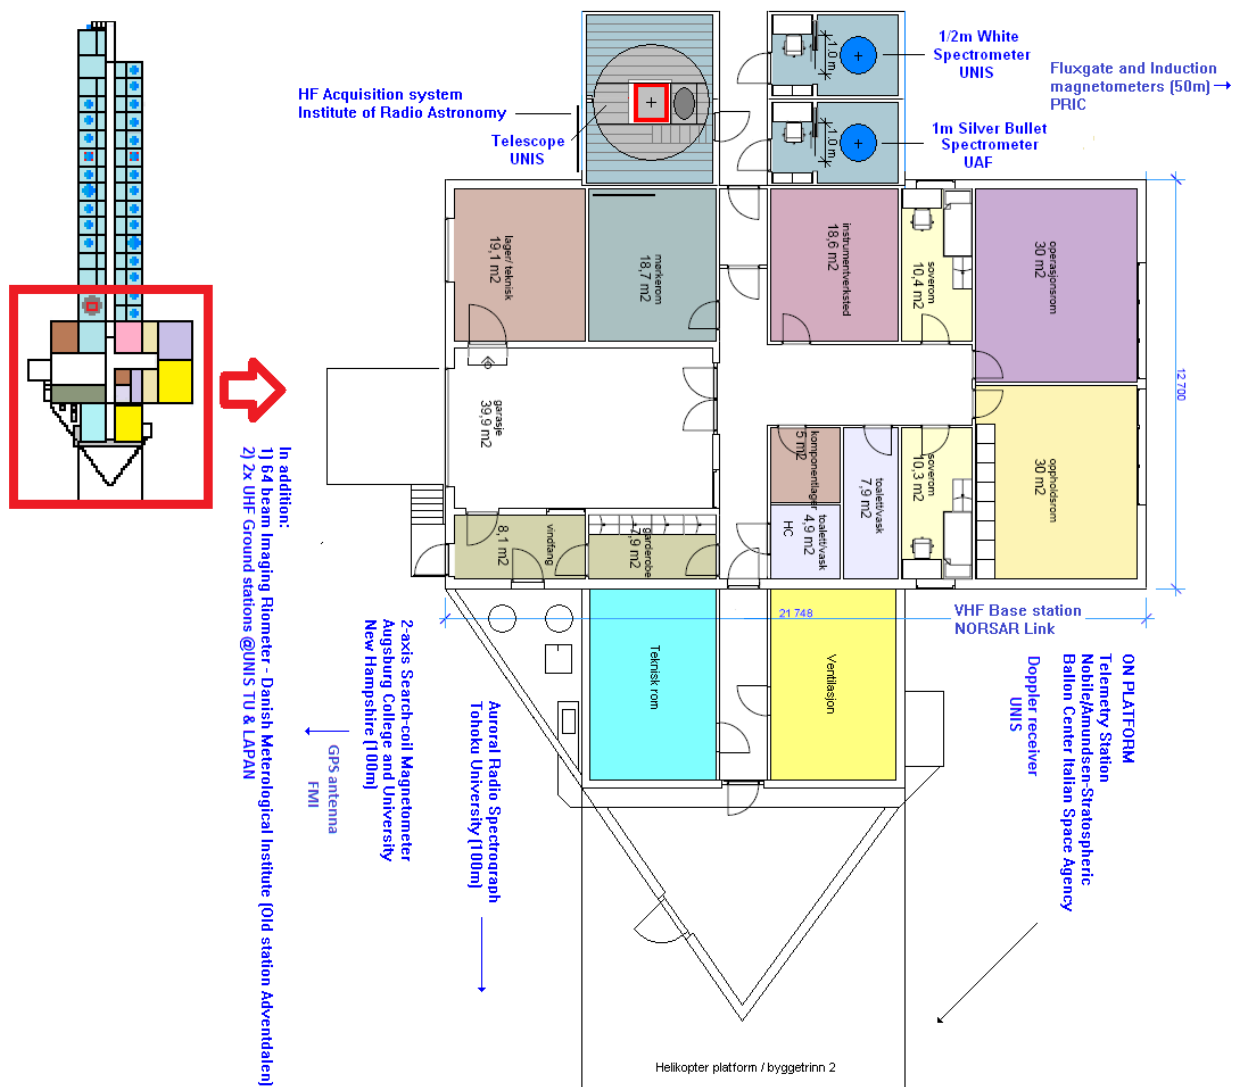 1/2m White
Spectrometer
UNIS
Fluxgate and Induction
magnetometers (50m)
PRIC
HF Acquisition system
Institute of Radio Astronomy
Telescope
UNIS
1m Silver Bullet
Spectrometer
UAF
1.0 m
1.0 m
lager/ teknisk
19,1 m2
mørkerom
18,7 m2
instrumentverksted
18,6 m2
soverom
10,4 m2
operasjonsrom
30 m2
12 700
garasje
39,9 m2
komponentlager
5 m2
toalett/vask
7,9 m2
soverom
10,3 m2
oppholdsrom
30 m2
vindfang
8,1 m2
garderobe
7,9 m2
toalett/vask
4,9 m2
HC
In addition:
1) 64 beam Imaging Riometer - Danish Meterological Institute (Old station Adventdalen)
2) 2x UHF Ground stations @UNIS TU & LAPAN
21 748
VHF Base station
NORSAR Link
2-axis Search-coil Magnetometer
Augsburg College and University
New Hampshire (100m)
GPS antenna
FMI
Auroral Radio Spectrograph
Tohoku University (100m)
Teknisk rom
Ventilasjon
ON PLATFORM
Telemetry Station
Nobile/Amundsen-Stratospheric
Ballon Center Italian Space Agency
Doppler receiver
UNIS
Helikopter platform / byggetrinn 2